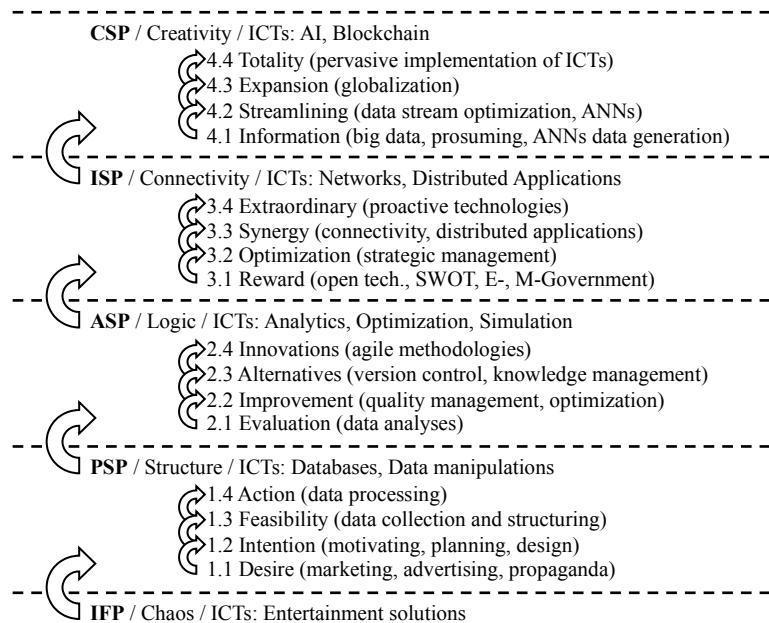 CSP / Creativity / ICTs: AI, Blockchain
4.4 Totality (pervasive implementation of ICTs)
4.3 Expansion (globalization)
4.2 Streamlining (data stream optimization, ANNs)
4.1 Information (big data, prosuming, ANNs data generation)
ISP / Connectivity / ICTs: Networks, Distributed Applications
3.4 Extraordinary (proactive technologies)
3.3 Synergy (connectivity, distributed applications)
3.2 Optimization (strategic management)
3.1 Reward (open tech., SWOT, E-, M-Government)
ASP / Logic / ICTs: Analytics, Optimization, Simulation
2.4 Innovations (agile methodologies)
2.3 Alternatives (version control, knowledge management)
2.2 Improvement (quality management, optimization)
2.1 Evaluation (data analyses)
PSP / Structure / ICTs: Databases, Data manipulations
1.4 Action (data processing)
1.3 Feasibility (data collection and structuring)
1.2 Intention (motivating, planning, design)
1.1 Desire (marketing, advertising, propaganda)
IFP / Chaos / ICTs: Entertainment solutions